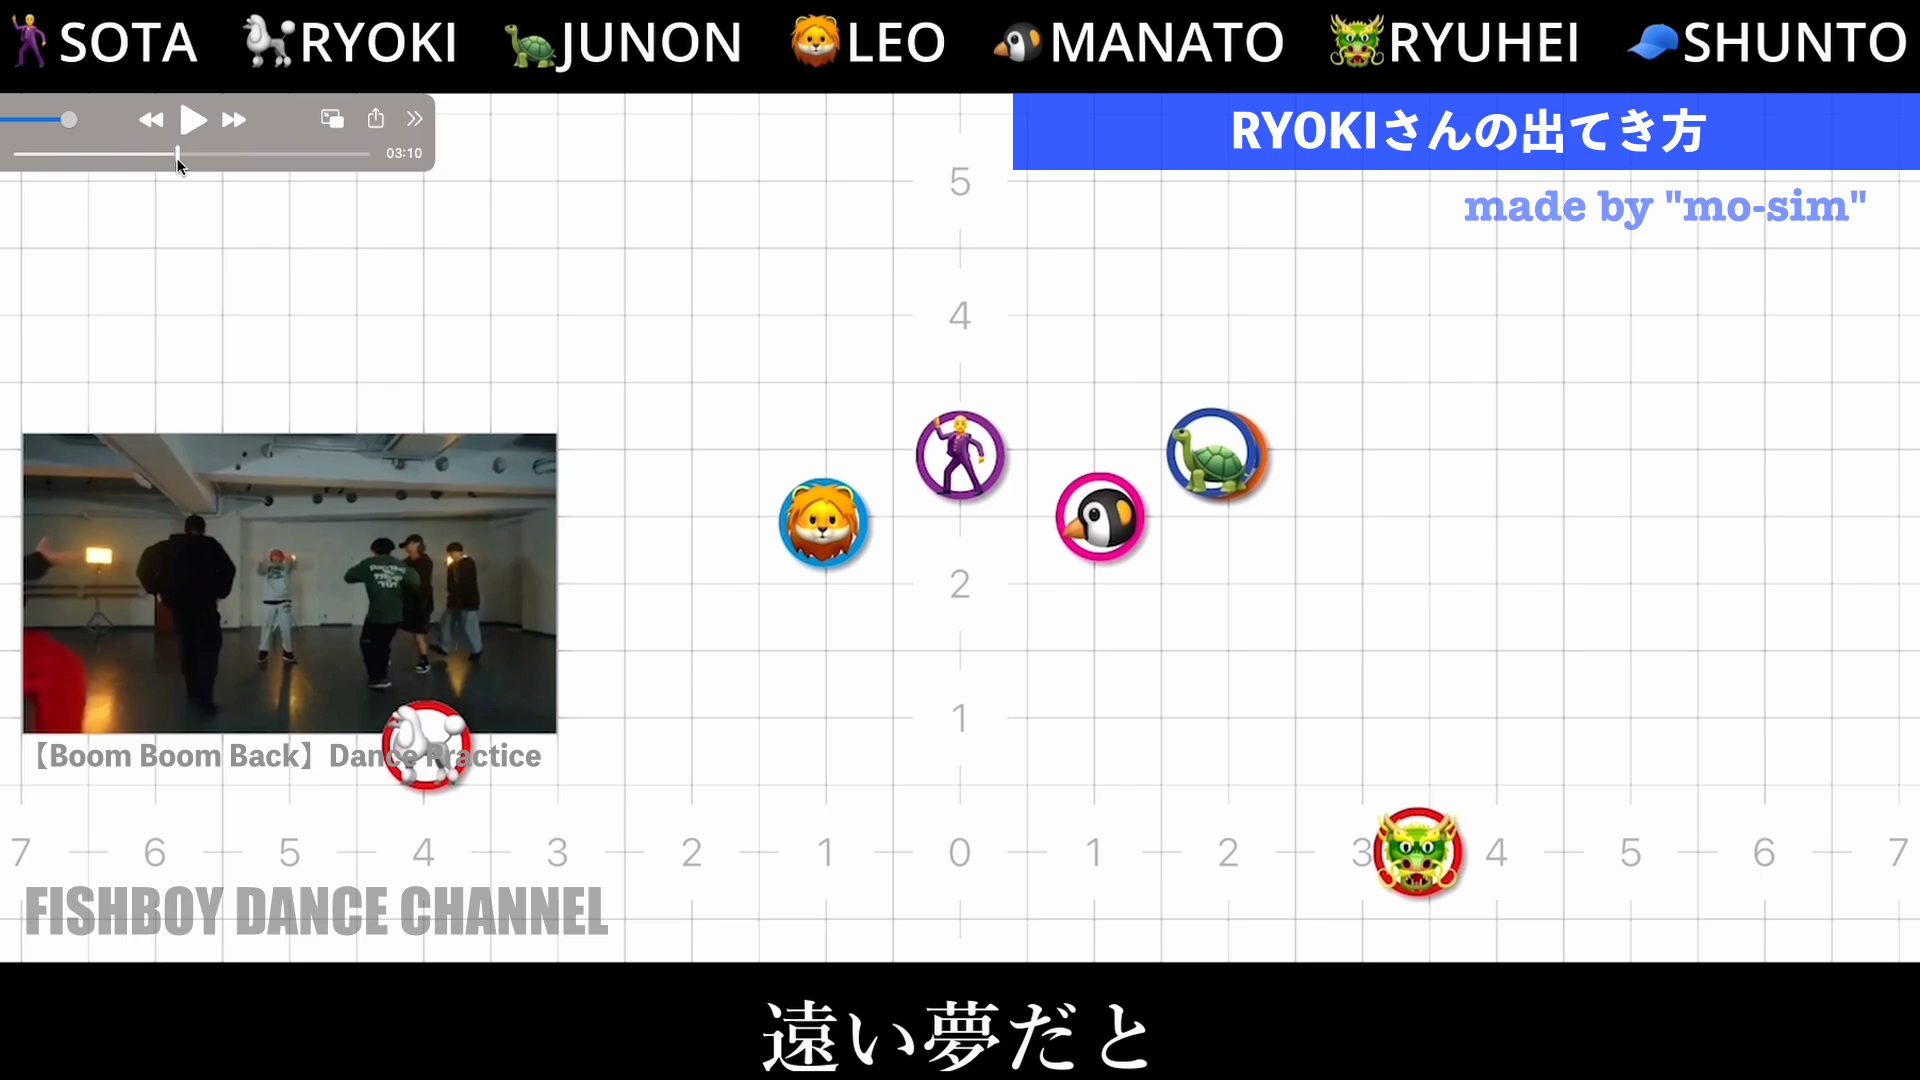 SOTA RYOKI JUNON LEO MANATO RYUHEI SHUNTO
03:10
RYOKIさんの出てき方
made by "mo-sim"
5
4
2
1
【Boom Boom Back】Dance Practice
7 6 5 4 3 2 1 0 1 2 3 4 5 6 7
FISHBOY DANCE CHANNEL
遠い夢だと